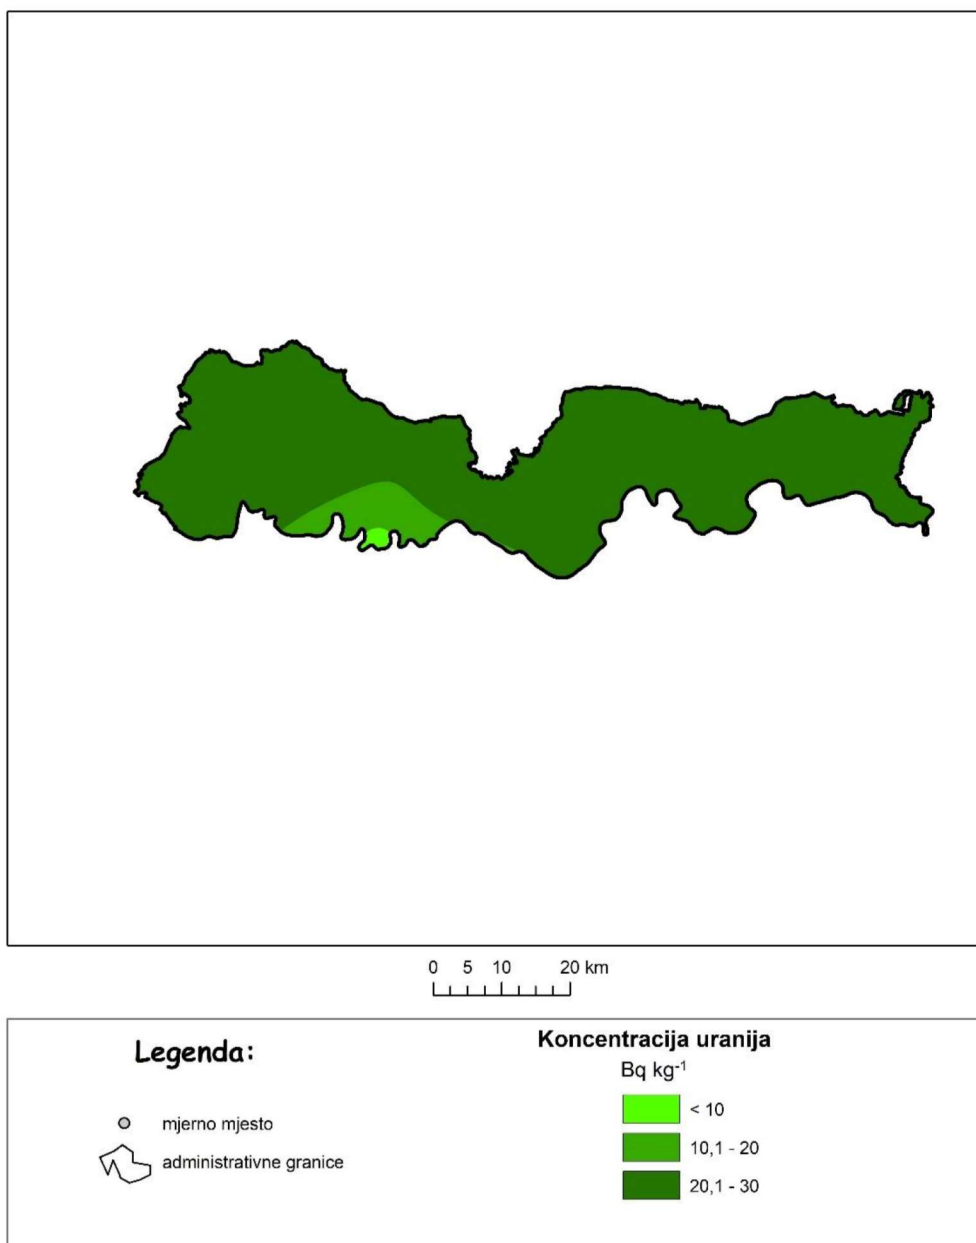 0 5 10 20 km
Legenda:
mjerno mjesto
administrativne granice
Koncentracija uranija
Bq kg⁻¹
< 10
10,1 - 20
20,1 - 30